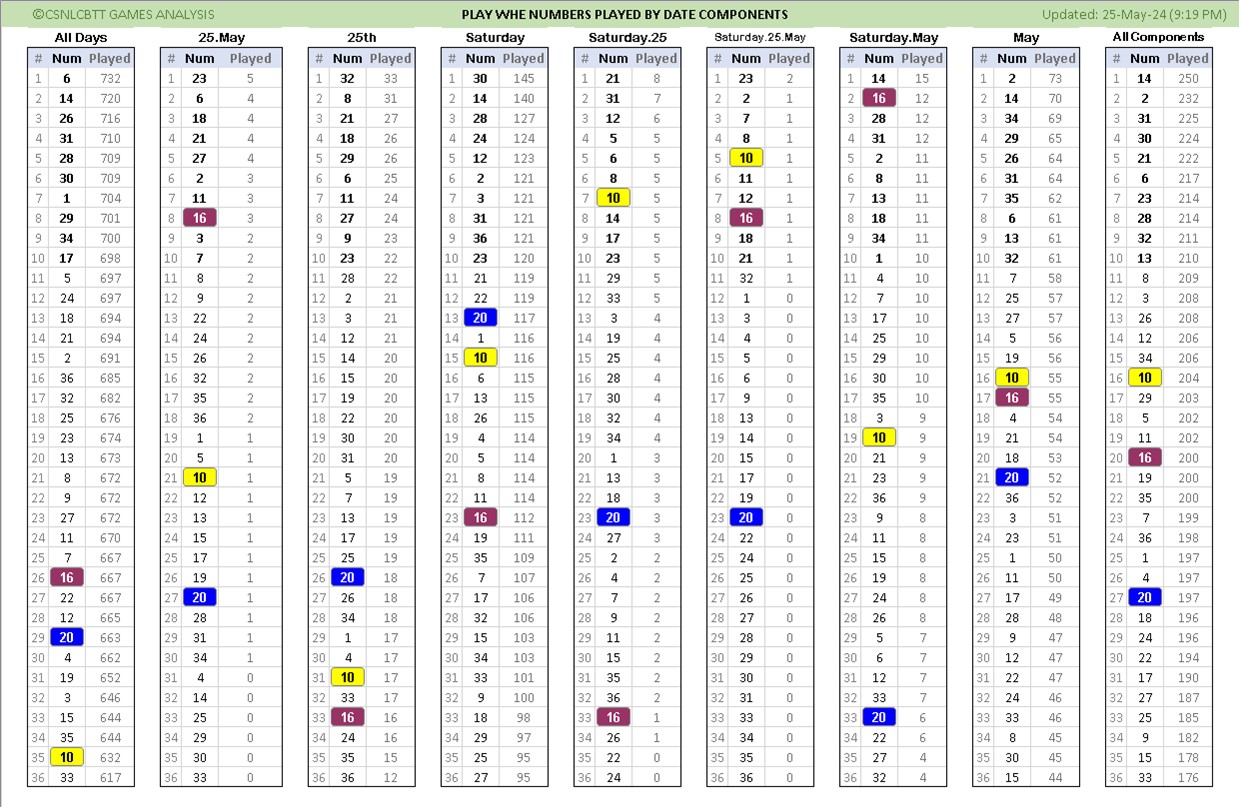 ©CSNLCBTT GAMES ANALYSIS PLAY WHE NUMBERS PLAYED BY DATE COMPONENTS Updated: 25-May-24 (9:19 PM)
All Days 25.May 25th Saturday Saturday.25 Saturday.25.May Saturday.May May All Components
# Num Played # Num Played # Num Played # Num Played # Num Played # Num Played # Num Played # Num Played # Num Played
1 6 732 1 23 5 1 32 33 1 30 145 1 21 8 1 23 2 1 14 15 1 2 73 1 14 250
2 14 720 2 6 4 2 8 31 2 14 140 2 31 7 2 2 1 2 16 12 2 14 70 2 2 232
3 26 716 3 18 4 3 21 27 3 28 127 3 12 6 3 7 1 3 28 12 3 34 69 3 31 225
4 31 710 4 21 4 4 18 26 4 24 124 4 5 5 4 8 1 4 31 12 4 29 65 4 30 224
5 28 709 5 27 4 5 29 26 5 12 123 5 6 5 5 10 1 5 2 11 5 26 64 5 21 222
6 30 709 6 2 3 6 6 25 6 2 121 6 8 5 6 11 1 6 8 11 6 31 64 6 6 217
7 1 704 7 11 3 7 11 24 7 3 121 7 10 5 7 12 1 7 13 11 7 35 62 7 23 214
8 29 701 8 16 3 8 27 24 8 31 121 8 14 5 8 16 1 8 18 11 8 6 61 8 28 214
9 34 700 9 3 2 9 9 23 9 36 121 9 17 5 9 18 1 9 34 11 9 13 61 9 32 211
10 17 698 10 7 2 10 23 22 10 23 120 10 23 5 10 21 1 10 1 10 10 32 61 10 13 210
11 5 697 11 8 2 11 28 22 11 21 119 11 29 5 11 32 1 11 4 10 11 7 58 11 8 209
12 24 697 12 9 2 12 2 21 12 22 119 12 33 5 12 1 0 12 7 10 12 25 57 12 3 208
13 18 694 13 22 2 13 3 21 13 20 117 13 3 4 13 3 0 13 17 10 13 27 57 13 26 208
14 21 694 14 24 2 14 12 21 14 1 116 14 19 4 14 4 0 14 25 10 14 5 56 14 12 206
15 2 691 15 26 2 15 14 20 15 10 116 15 25 4 15 5 0 15 29 10 15 19 56 15 34 206
16 36 685 16 32 2 16 15 20 16 6 115 16 28 4 16 6 0 16 30 10 16 10 55 16 10 204
17 32 682 17 35 2 17 19 20 17 13 115 17 30 4 17 9 0 17 35 10 17 16 55 17 29 203
18 25 676 18 36 2 18 22 20 18 26 115 18 32 4 18 13 0 18 3 9 18 4 54 18 5 202
19 23 674 19 1 1 19 30 20 19 4 114 19 34 4 19 14 0 19 10 9 19 21 54 19 11 202
20 13 673 20 5 1 20 31 20 20 5 114 20 1 3 20 15 0 20 21 9 20 18 53 20 16 200
21 8 672 21 10 1 21 5 19 21 8 114 21 13 3 21 17 0 21 23 9 21 20 52 21 19 200
22 9 672 22 12 1 22 7 19 22 11 114 22 18 3 22 19 0 22 36 9 22 36 52 22 35 200
23 27 672 23 13 1 23 13 19 23 16 112 23 20 3 23 20 0 23 9 8 23 3 51 23 7 199
24 11 670 24 15 1 24 17 19 24 19 111 24 27 3 24 22 0 24 11 8 24 23 51 24 36 198
25 7 667 25 17 1 25 25 19 25 35 109 25 2 2 25 24 0 25 15 8 25 1 50 25 1 197
26 16 667 26 19 1 26 20 18 26 7 107 26 4 2 26 25 0 26 19 8 26 11 50 26 4 197
27 22 667 27 20 1 27 26 18 27 17 106 27 7 2 27 26 0 27 24 8 27 17 49 27 20 197
28 12 665 28 28 1 28 34 18 28 32 106 28 9 2 28 27 0 28 26 8 28 28 48 28 18 196
29 20 663 29 31 1 29 1 17 29 15 103 29 11 2 29 28 0 29 5 7 29 9 47 29 24 196
30 4 662 30 34 1 30 4 17 30 34 103 30 15 2 30 29 0 30 6 7 30 12 47 30 22 194
31 19 652 31 4 0 31 10 17 31 33 101 31 35 2 31 30 0 31 12 7 31 22 47 31 17 190
32 3 646 32 14 0 32 33 17 32 9 100 32 36 2 32 31 0 32 33 7 32 24 46 32 27 187
33 15 644 33 25 0 33 16 16 33 18 98 33 16 1 33 33 0 33 20 6 33 33 46 33 25 185
34 35 644 34 29 0 34 24 16 34 29 97 34 26 1 34 34 0 34 22 6 34 8 45 34 9 182
35 10 632 35 30 0 35 35 15 35 25 95 35 22 0 35 35 0 35 27 4 35 30 45 35 15 178
36 33 617 36 33 0 36 36 12 36 27 95 36 24 0 36 36 0 36 32 4 36 15 44 36 33 176